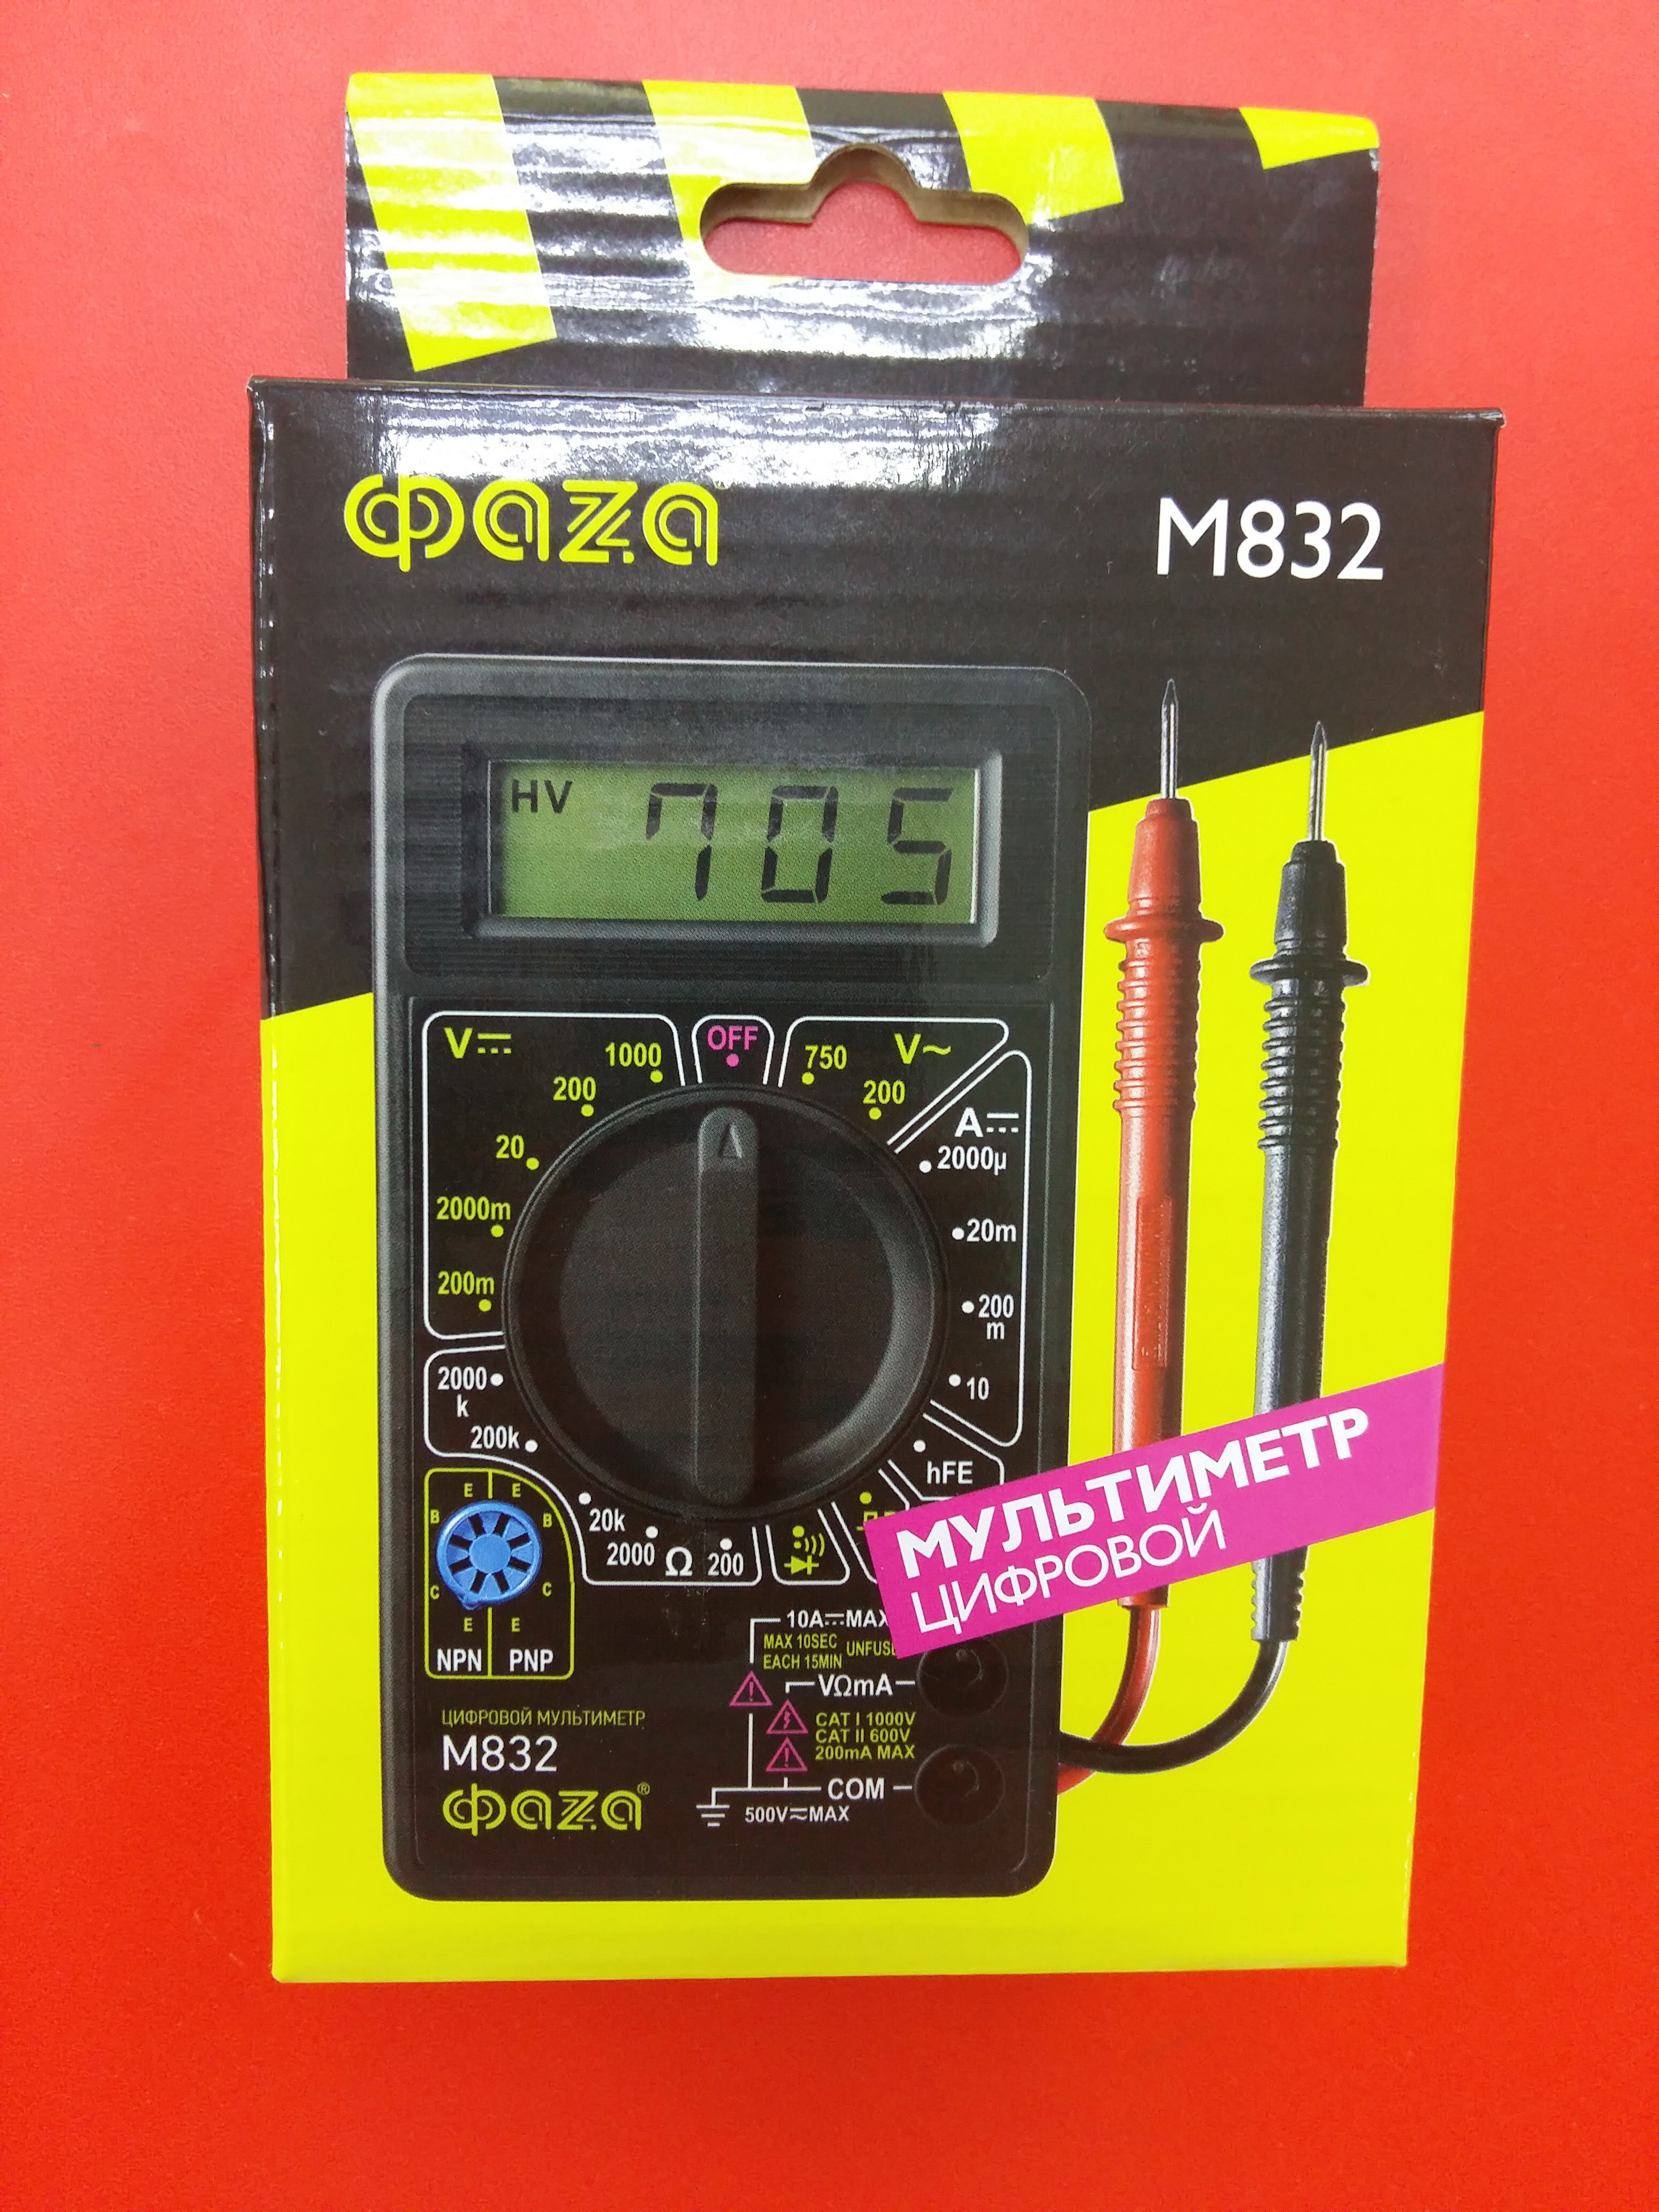 фаzа
M832
HV 705
V⎓
1000
OFF
750
V~
200
200
A⎓
20
2000µ
2000m
20m
200m
200
m
2000
k
10
200k
hFE
20k
2000
Ω
200
E E
B B
C C
E E
NPN PNP
МУЛЬТИМЕТР
ЦИФРОВОЙ
10A⎓MAX
MAX 10SEC
EACH 15MIN
VΩmA
CAT I 1000V
CAT II 600V
200mA MAX
COM
500V≂MAX
ЦИФРОВОЙ МУЛЬТИМЕТР
M832
фаzа®